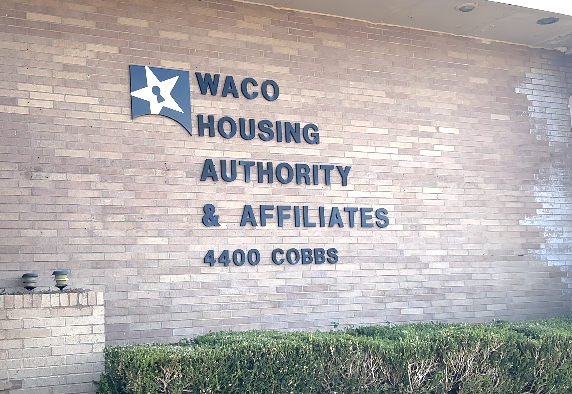 WACO
HOUSING
AUTHORITY
& AFFILIATES
4400 COBBS